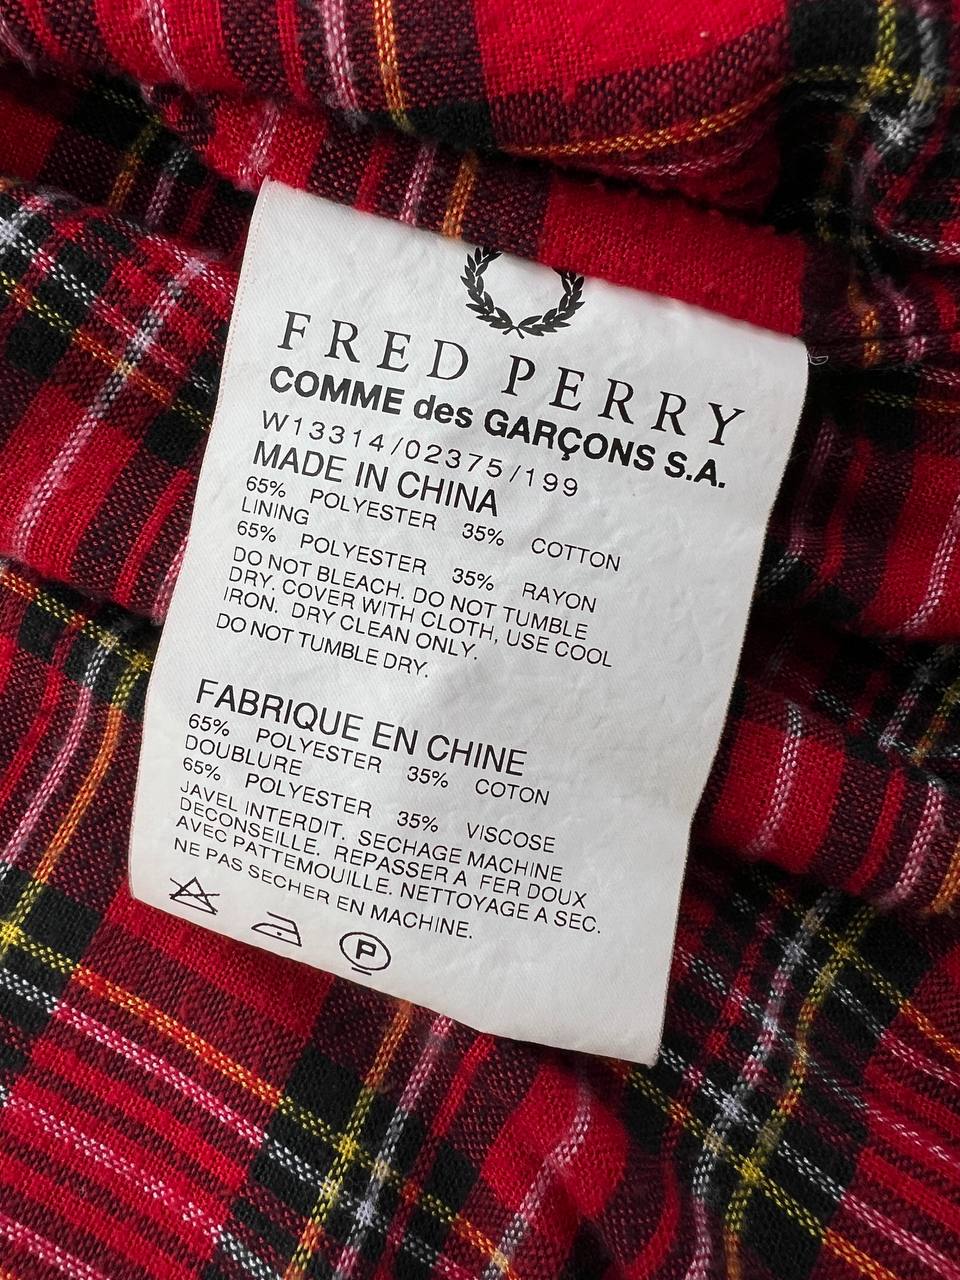 FRED PERRY
COMME des GARÇONS S.A.
W13314/02375/199
MADE IN CHINA
65% POLYESTER 35% COTTON
LINING
65% POLYESTER 35% RAYON
DO NOT BLEACH. DO NOT TUMBLE
DRY. COVER WITH CLOTH, USE COOL
IRON. DRY CLEAN ONLY.
DO NOT TUMBLE DRY.
FABRIQUE EN CHINE
65% POLYESTER 35% COTON
DOUBLURE
65% POLYESTER 35% VISCOSE
JAVEL INTERDIT. SECHAGE MACHINE
DECONSEILLE. REPASSER A FER DOUX
AVEC PATTEMOUILLE. NETTOYAGE A SEC.
NE PAS SECHER EN MACHINE.
P